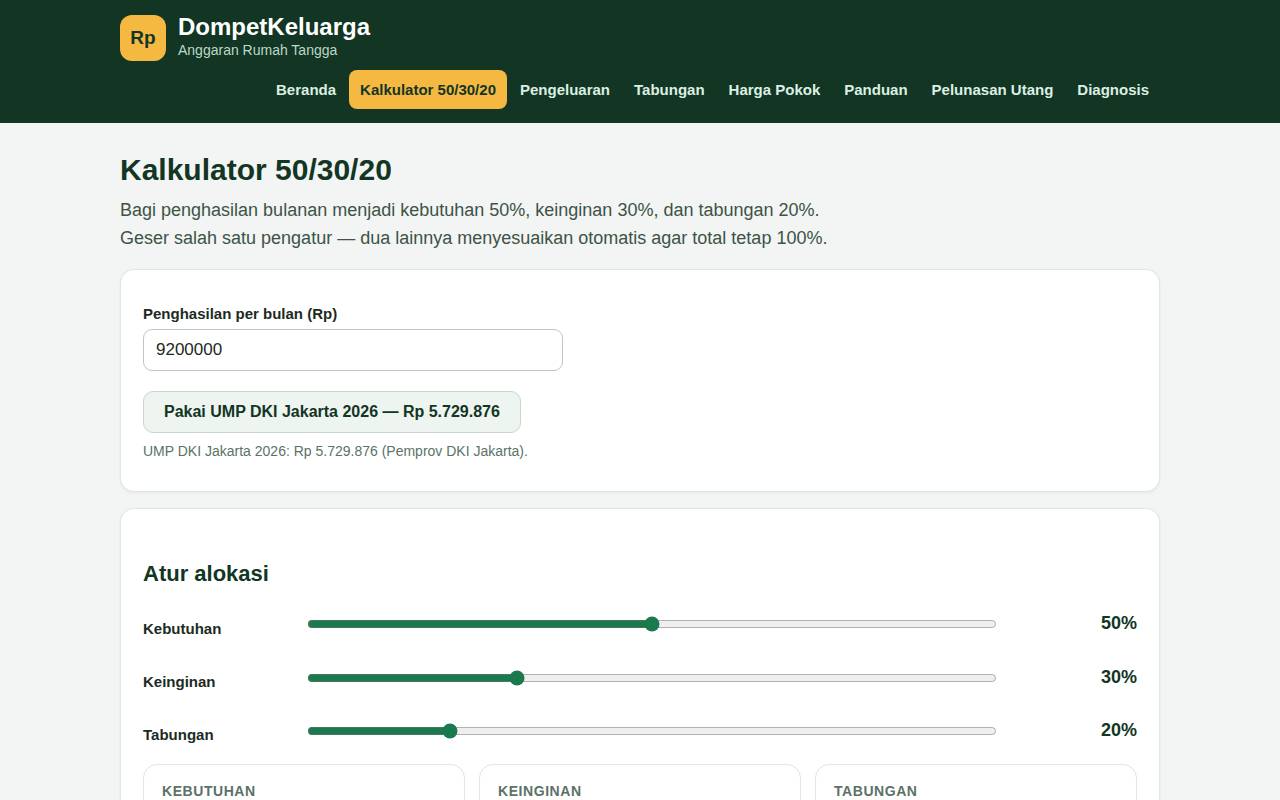 Rp
DompetKeluarga
Anggaran Rumah Tangga
Beranda Kalkulator 50/30/20 Pengeluaran Tabungan Harga Pokok Panduan Pelunasan Utang Diagnosis
Kalkulator 50/30/20
Bagi penghasilan bulanan menjadi kebutuhan 50%, keinginan 30%, dan tabungan 20%.
Geser salah satu pengatur — dua lainnya menyesuaikan otomatis agar total tetap 100%.
Penghasilan per bulan (Rp)
9200000
Pakai UMP DKI Jakarta 2026 — Rp 5.729.876
UMP DKI Jakarta 2026: Rp 5.729.876 (Pemprov DKI Jakarta).
Atur alokasi
Kebutuhan 50%
Keinginan 30%
Tabungan 20%
KEBUTUHAN KEINGINAN TABUNGAN